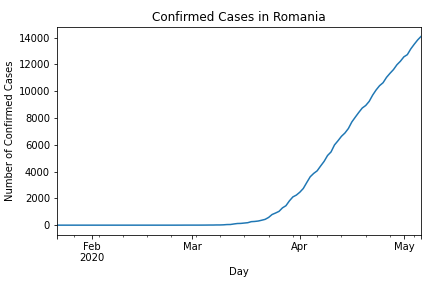 Confirmed Cases in Romania
14000
12000
10000
8000
6000
4000
2000
0
Number of Confirmed Cases
Feb
2020
Mar
Apr
May
Day